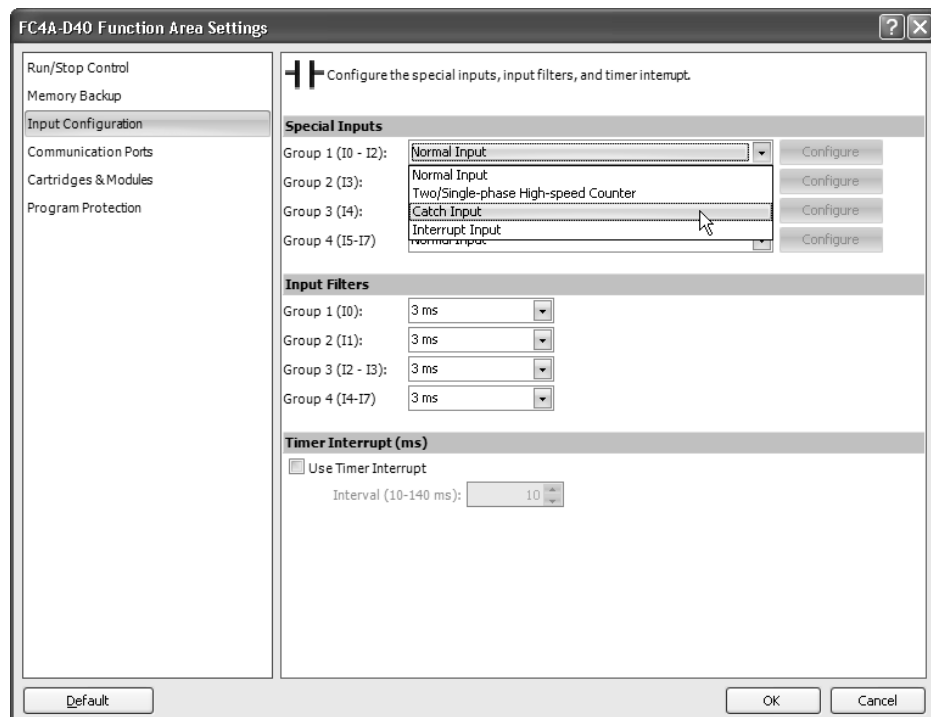 FC4A-D40 Function Area Settings
Run/Stop Control
Memory Backup
Input Configuration
Communication Ports
Cartridges & Modules
Program Protection
Configure the special inputs, input filters, and timer interrupt.
Special Inputs
Group 1 (I0 - I2): Normal Input Configure
Normal Input
Two/Single-phase High-speed Counter
Catch Input
Interrupt Input
Group 2 (I3): Configure
Group 3 (I4): Configure
Group 4 (I5-I7) Normal Input Configure
Input Filters
Group 1 (I0): 3 ms
Group 2 (I1): 3 ms
Group 3 (I2 - I3): 3 ms
Group 4 (I4-I7) 3 ms
Timer Interrupt (ms)
Use Timer Interrupt
Interval (10-140 ms): 10
Default OK Cancel